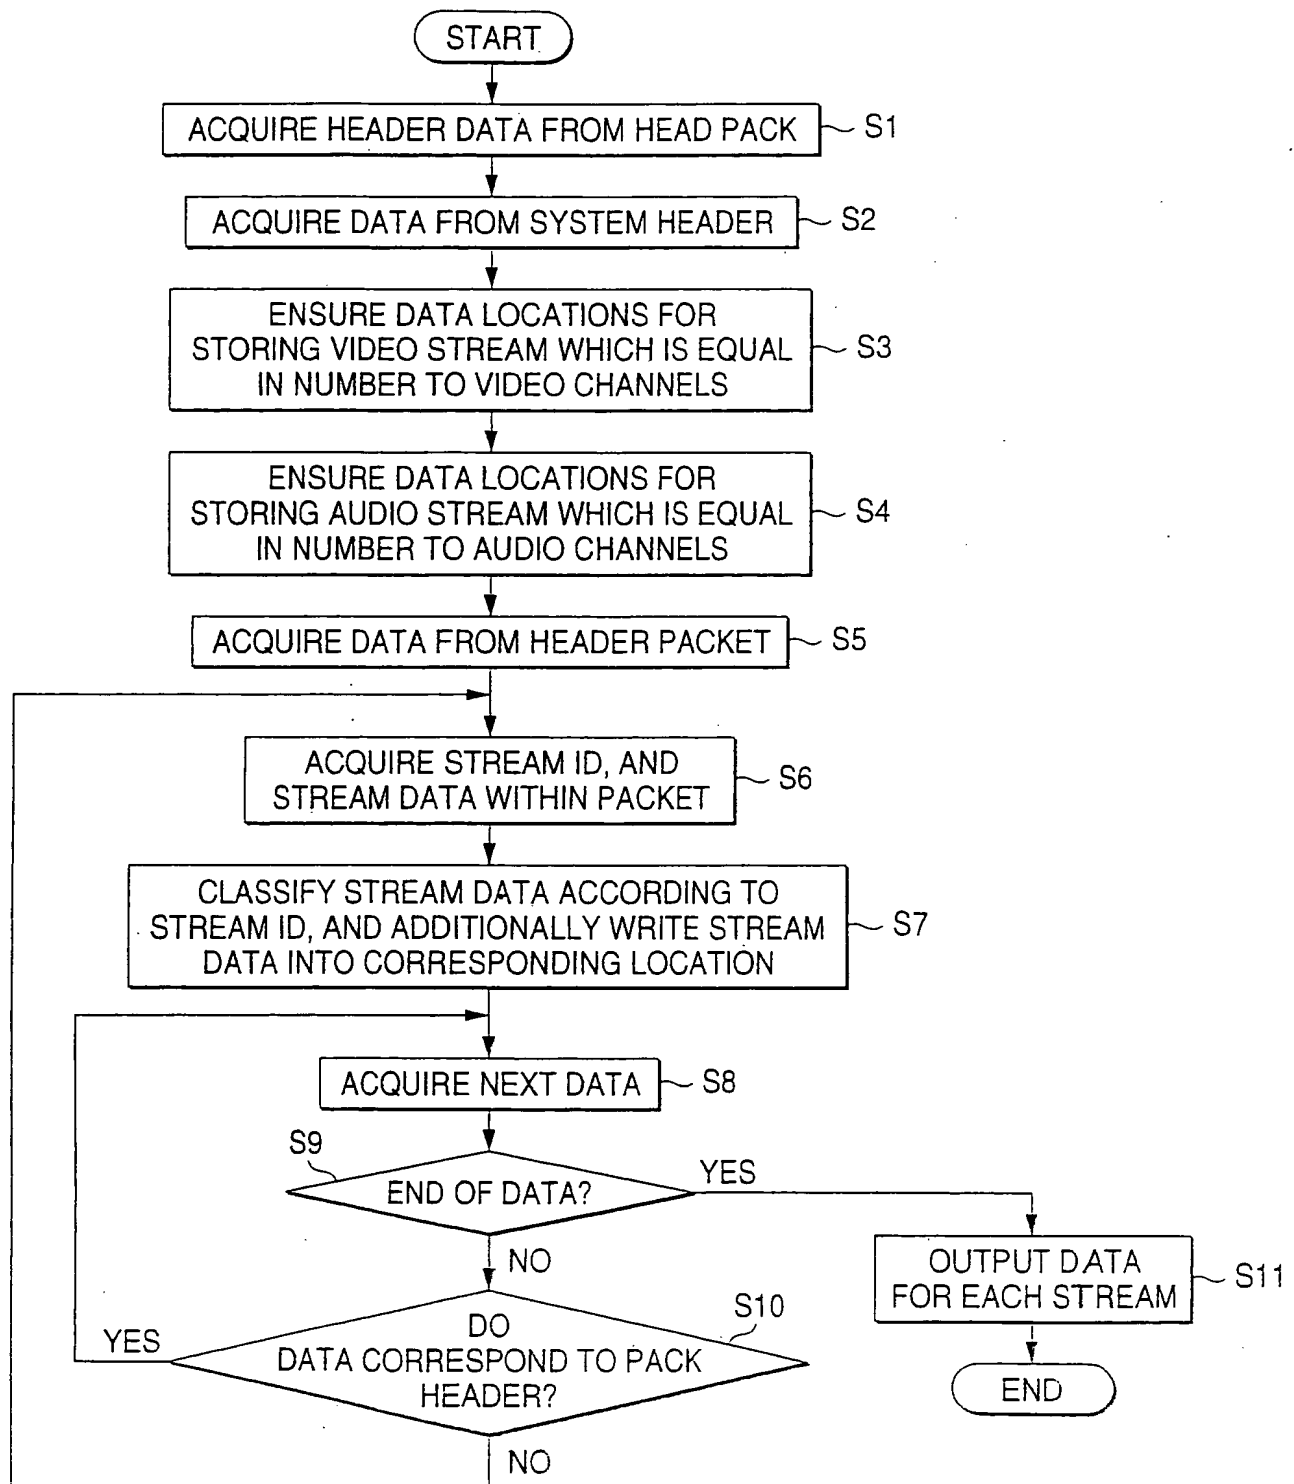 START
ACQUIRE HEADER DATA FROM HEAD PACK
S1
ACQUIRE DATA FROM SYSTEM HEADER
S2
ENSURE DATA LOCATIONS FOR
STORING VIDEO STREAM WHICH IS EQUAL
IN NUMBER TO VIDEO CHANNELS
S3
ENSURE DATA LOCATIONS FOR
STORING AUDIO STREAM WHICH IS EQUAL
IN NUMBER TO AUDIO CHANNELS
S4
ACQUIRE DATA FROM HEADER PACKET
S5
ACQUIRE STREAM ID, AND
STREAM DATA WITHIN PACKET
S6
CLASSIFY STREAM DATA ACCORDING TO
STREAM ID, AND ADDITIONALLY WRITE STREAM
DATA INTO CORRESPONDING LOCATION
S7
ACQUIRE NEXT DATA
S8
S9
END OF DATA?
YES
NO
OUTPUT DATA
FOR EACH STREAM
S11
S10
DO
DATA CORRESPOND TO PACK
HEADER?
YES
NO
END